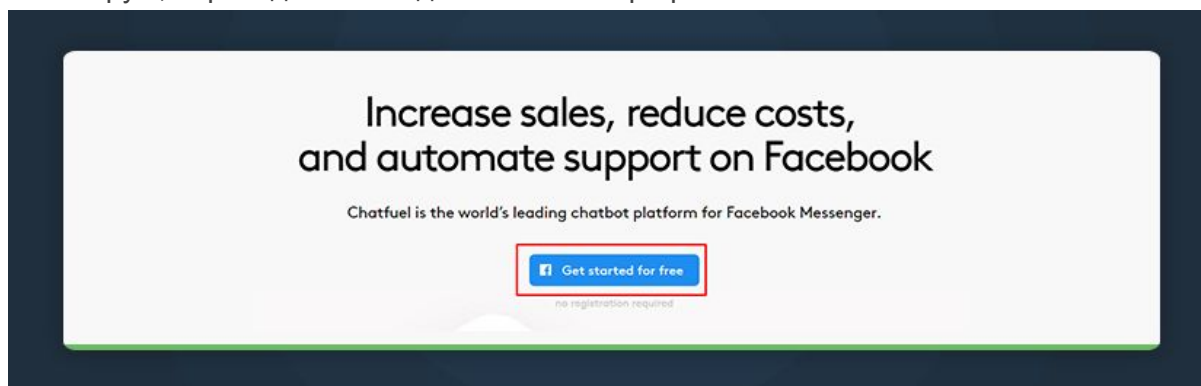 Increase sales, reduce costs,
and automate support on Facebook
Chatfuel is the world's leading chatbot platform for Facebook Messenger.
Get started for free
no registration required